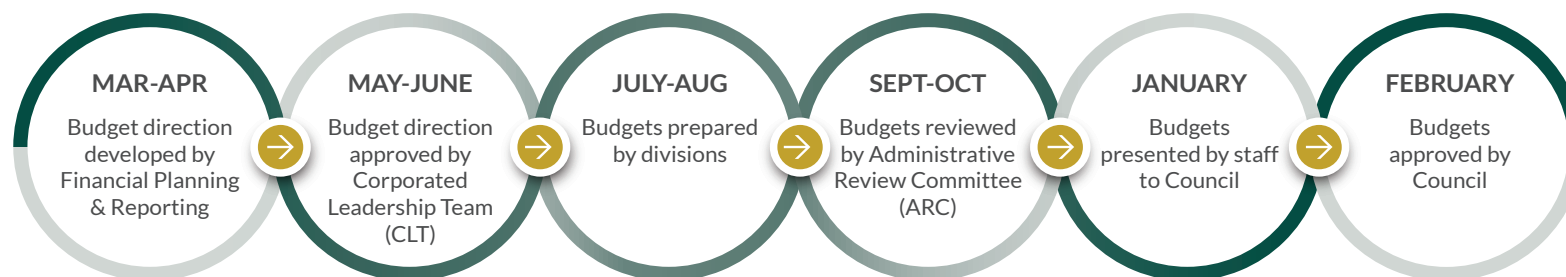 MAR-APR
Budget direction
developed by
Financial Planning
& Reporting
MAY-JUNE
Budget direction
approved by
Corporated
Leadership Team
(CLT)
JULY-AUG
Budgets prepared
by divisions
SEPT-OCT
Budgets reviewed
by Administrative
Review Committee
(ARC)
JANUARY
Budgets
presented by staff
to Council
FEBRUARY
Budgets
approved by
Council